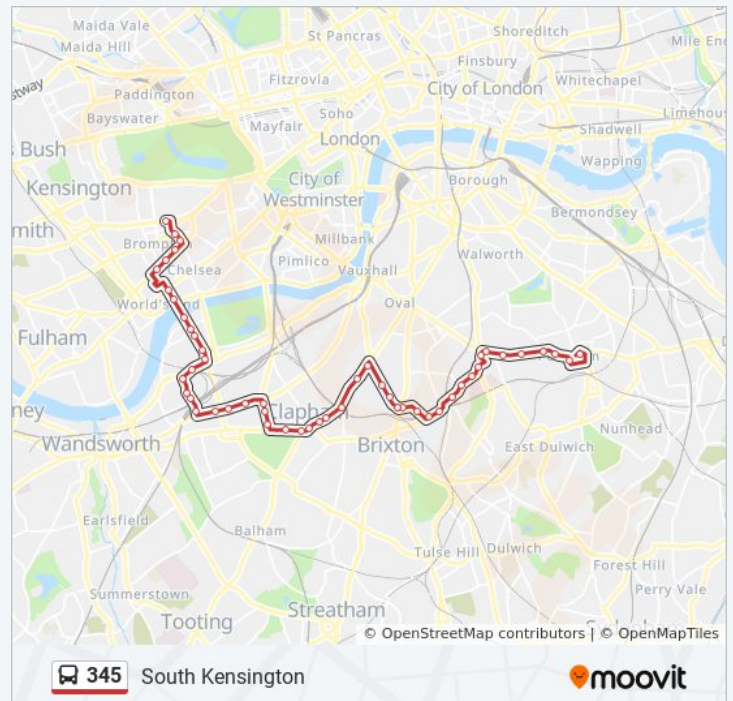 Maida Vale
Maida Hill
St Pancras
Shoreditch
Mile En
Finsbury
stway
Paddington
Fitzrovia
City of London
Whitechapel
Bayswater
Soho
Limehou
Mayfair
London
Shadwell
s Bush
Wapping
Kensington
City of
Westminster
Borough
Bermondsey
mith
Millbank
Chelsea
Pimlico
Vauxhall
Walworth
World's End
Oval
Fulham
ney
Clapham
Nunhead
Wandsworth
Brixton
East Dulwich
Earlsfield
Balham
Tulse Hill
Dulwich
Forest Hill
Summerstown
Perry Vale
Tooting
Streatham
© OpenStreetMap contributors | © OpenMapTiles
345 South Kensington
moovit